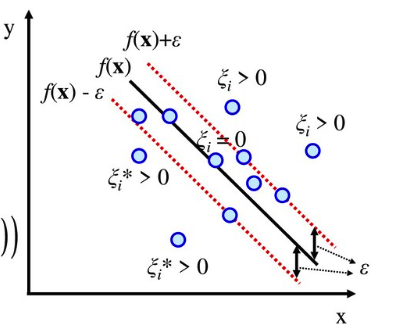 y
f(x)+ε
f(x)
f(x) - ε
ξᵢ > 0
ξᵢ > 0
ξᵢ = 0
ξᵢ* > 0
))
ξᵢ* > 0
ε
x